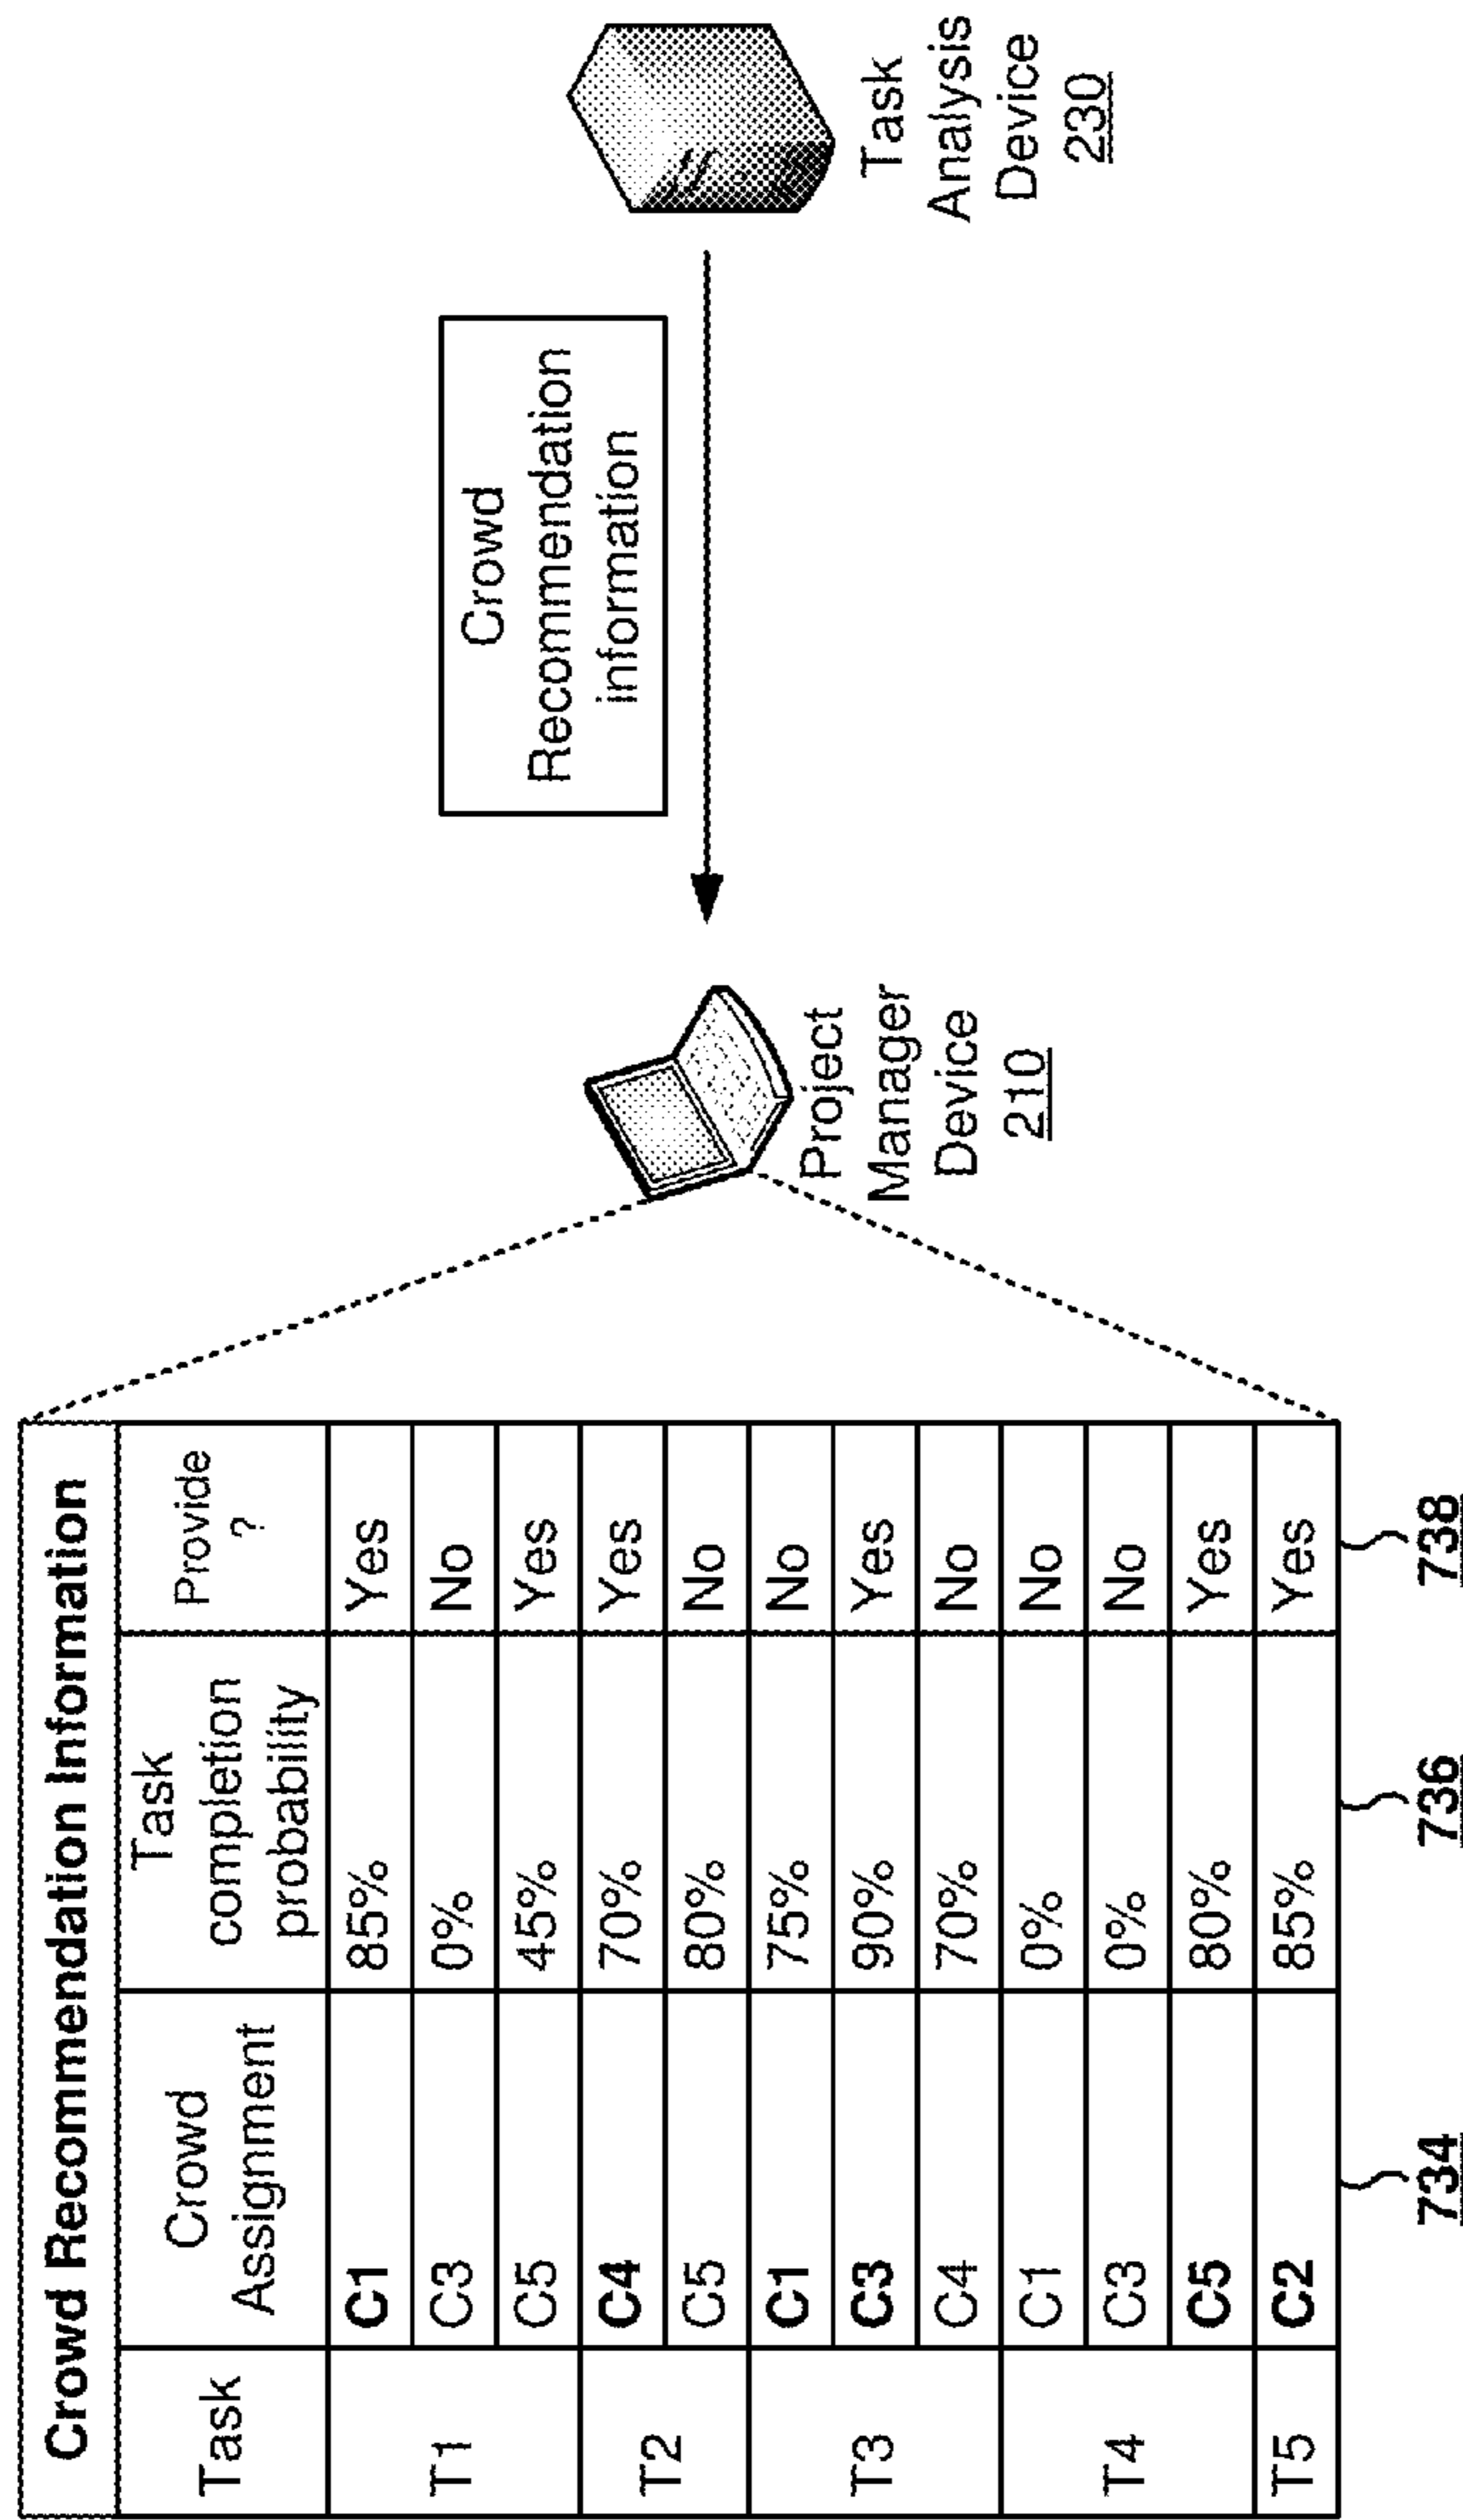 Crowd Recommendation Information
Task
Crowd
Assignment
Task
completion
probability
Provide
?
T1
C1 85% Yes
C3 0% No
C5 45% Yes
T2
C4 70% Yes
C5 80% No
T3
C1 75% No
C3 90% Yes
C4 70% No
T4
C1 0% No
C3 0% No
C5 80% Yes
T5
C2 85% Yes
734
736
738
Project
Manager
Device
210
Crowd
Recommendation
information
Task
Analysis
Device
230